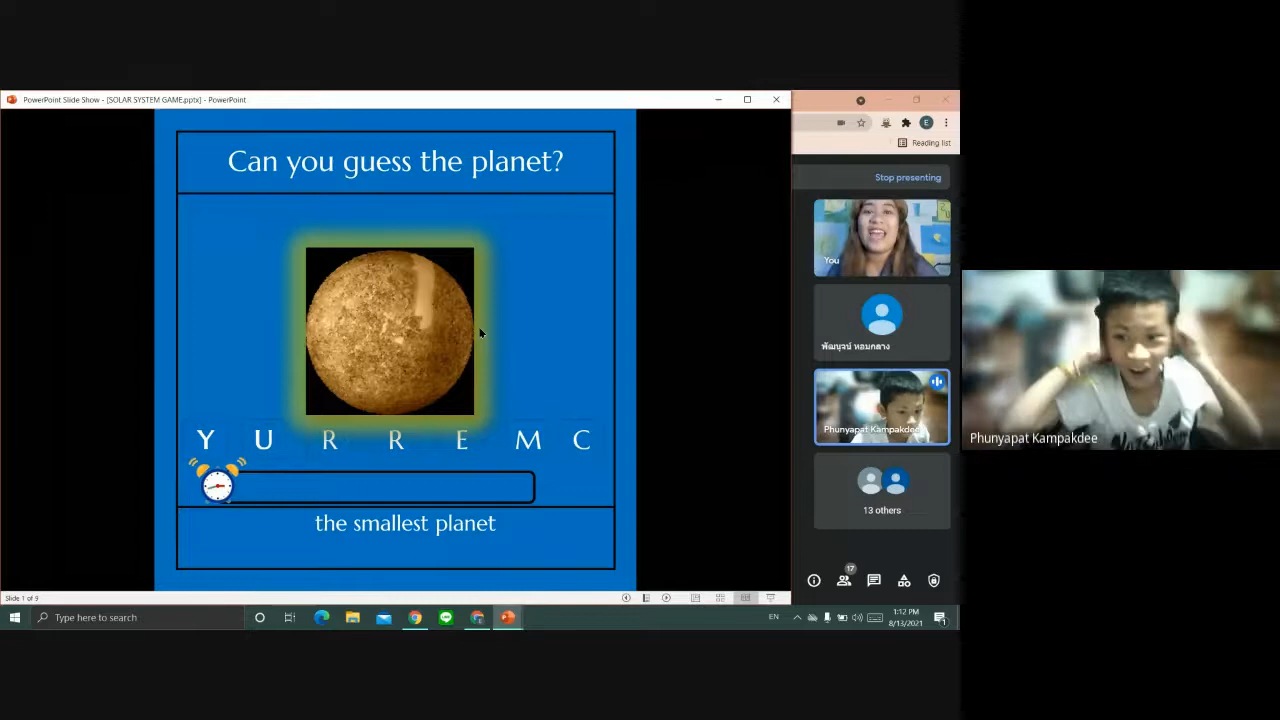 PowerPoint Slide Show - [SOLAR SYSTEM GAME.pptx] - PowerPoint
Can you guess the planet?
Y U R R E M C
the smallest planet
Slide 1 of 9
Reading list
Stop presenting
You
พัฒนูจน์ หอมกลาง
Phunyapat Kampakdee
13 others
17
E
Phunyapat Kampakdee
Type here to search
EN
1:12 PM
8/13/2021
1